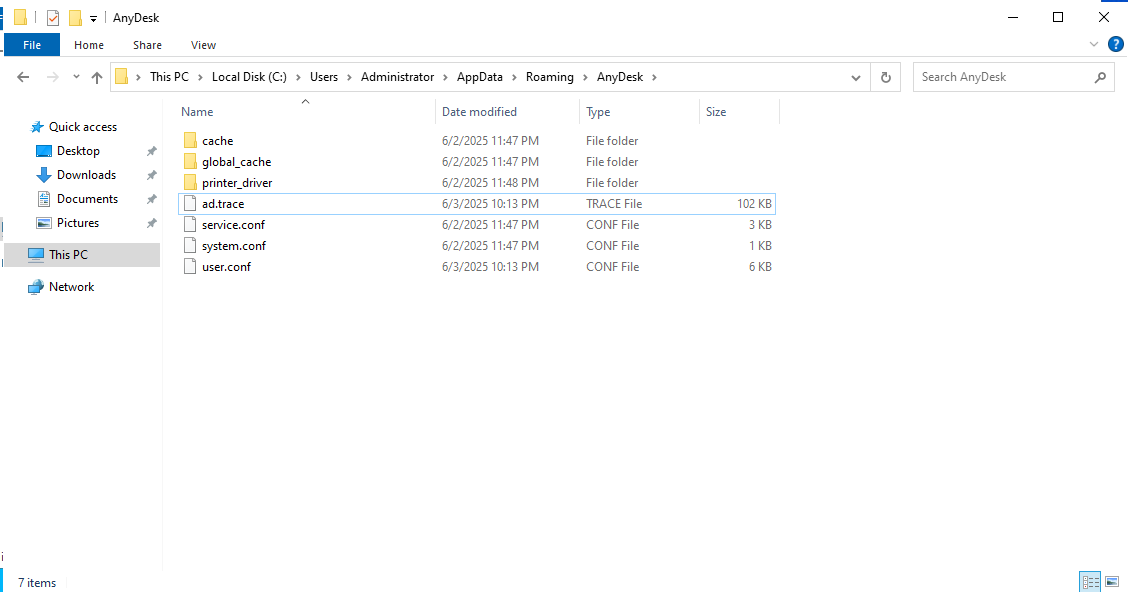 AnyDesk
File Home Share View
This PC Local Disk (C:) Users Administrator AppData Roaming AnyDesk
Search AnyDesk
Name Date modified Type Size
Quick access
Desktop
Downloads
Documents
Pictures
This PC
Network
cache 6/2/2025 11:47 PM File folder
global_cache 6/2/2025 11:47 PM File folder
printer_driver 6/2/2025 11:48 PM File folder
ad.trace 6/3/2025 10:13 PM TRACE File 102 KB
service.conf 6/2/2025 11:47 PM CONF File 3 KB
system.conf 6/2/2025 11:47 PM CONF File 1 KB
user.conf 6/3/2025 10:13 PM CONF File 6 KB
7 items